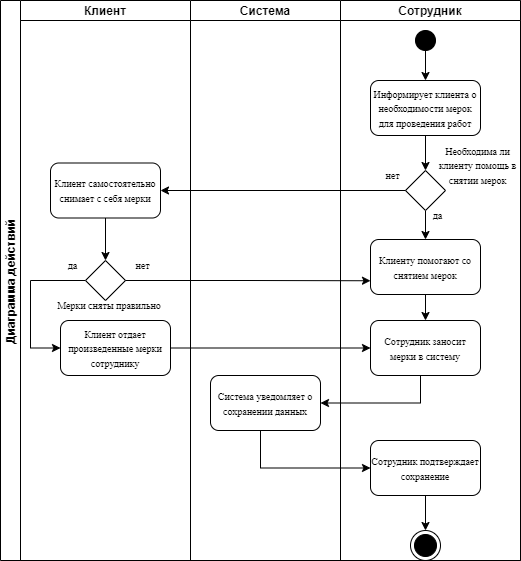 Клиент
Система
Сотрудник
Диаграмма действий
Информирует клиента о
необходимости мерок
для проведения работ
Необходима ли
клиенту помощь в
снятии мерок
нет
да
Клиент самостоятельно
снимает с себя мерки
да
нет
Мерки сняты правильно
Клиенту помогают со
снятием мерок
Клиент отдает
произведенные мерки
сотруднику
Сотрудник заносит
мерки в систему
Система уведомляет о
сохранении данных
Сотрудник подтверждает
сохранение